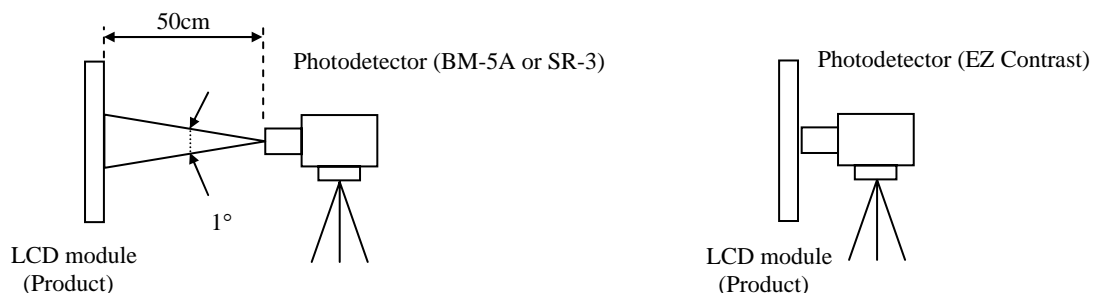 50cm
Photodetector (BM-5A or SR-3)
1°
LCD module
(Product)
Photodetector (EZ Contrast)
LCD module
(Product)